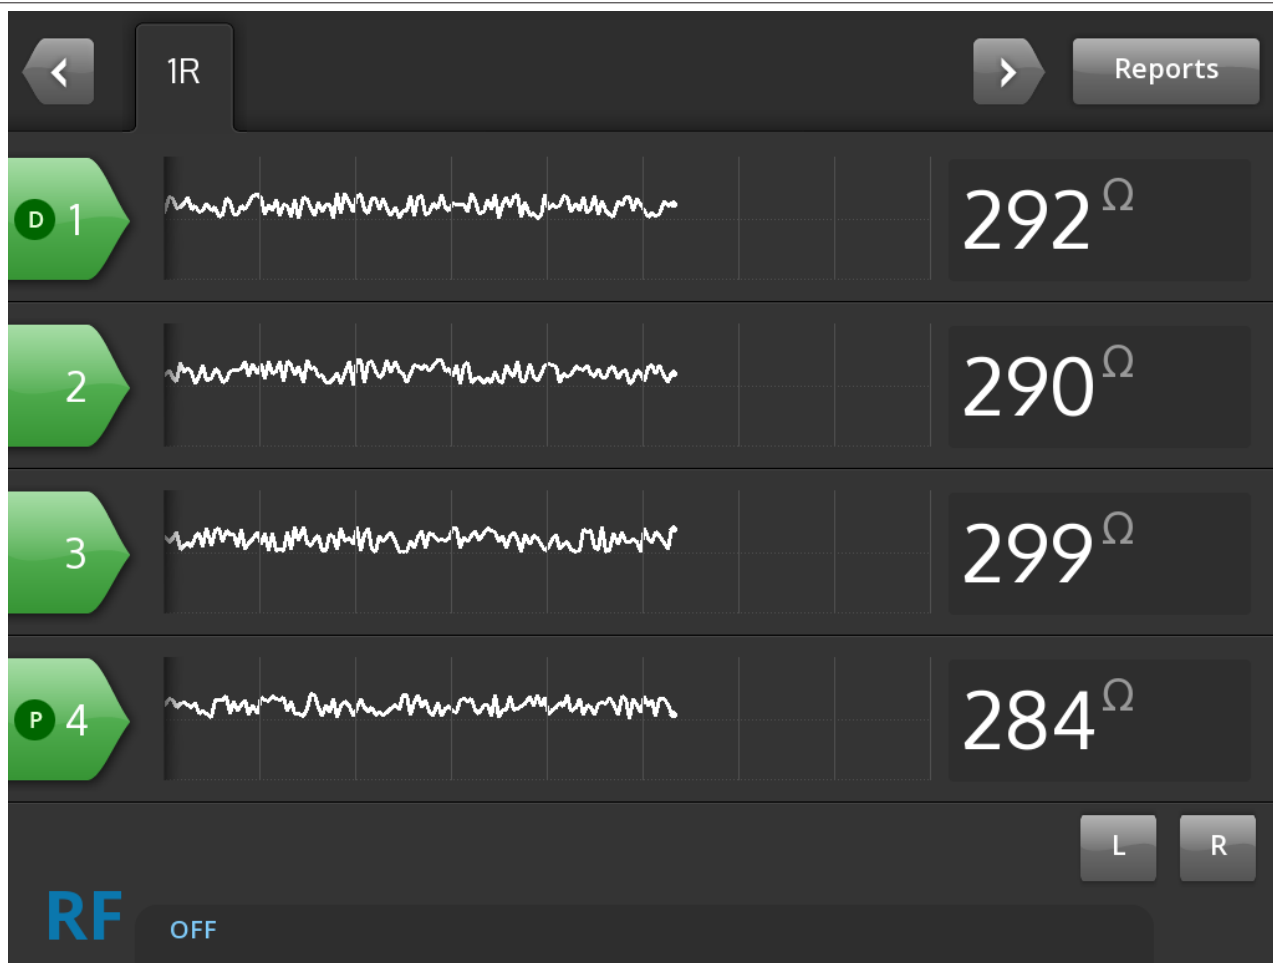 1R
Reports
D 1
292 Ω
2
290 Ω
3
299 Ω
P 4
284 Ω
L R
RF
OFF